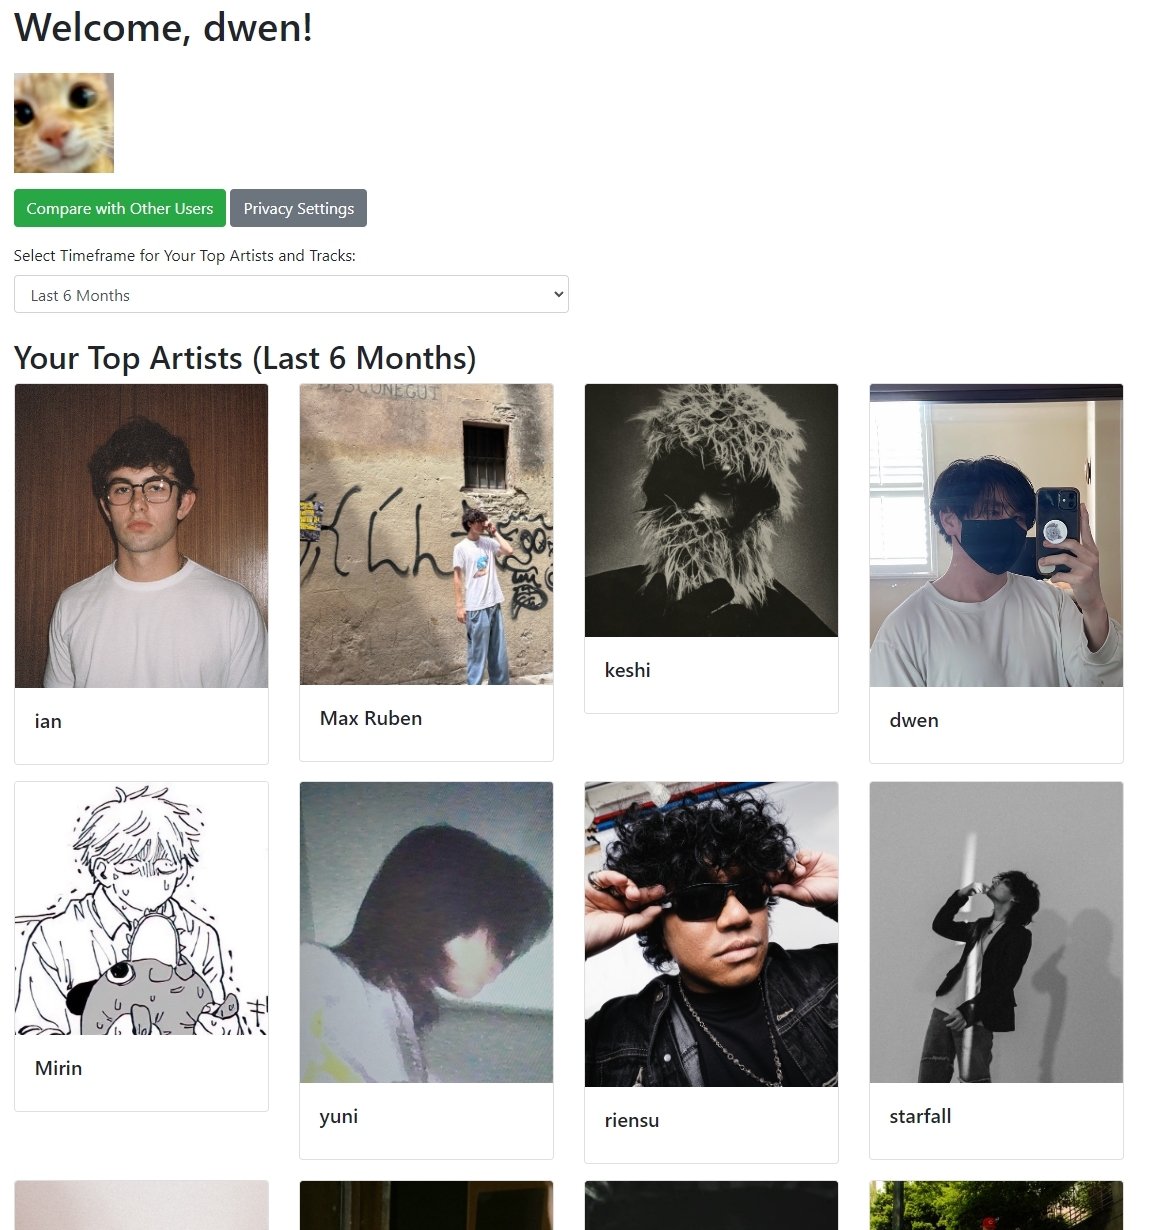 Welcome, dwen!
Compare with Other Users
Privacy Settings
Select Timeframe for Your Top Artists and Tracks:
Last 6 Months
Your Top Artists (Last 6 Months)
ian
Max Ruben
keshi
dwen
Mirin
yuni
riensu
starfall